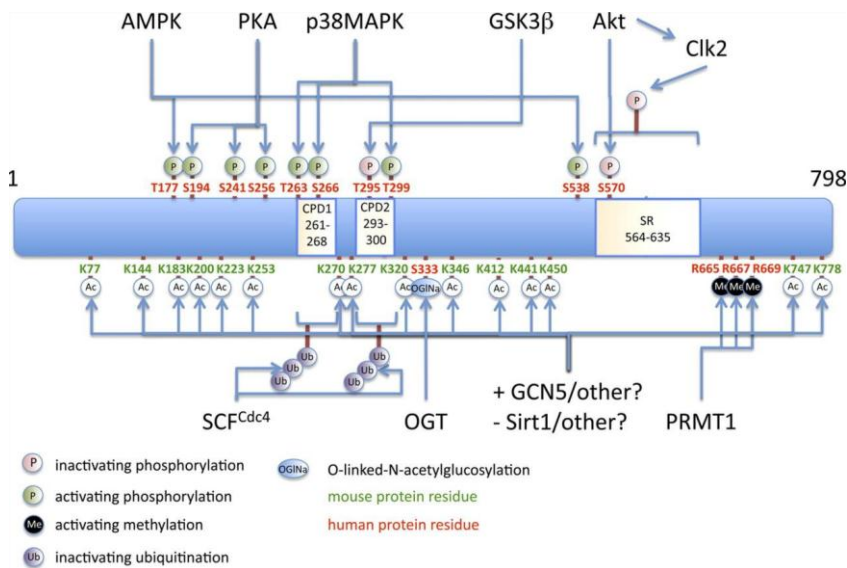 AMPK PKA p38MAPK GSK3β Akt
Clk2
P
P P P P P P P P P P
T177 S194 S241 S256 T263 S266 T295 T299 S538 S570
1 798
CPD1
261-
268
CPD2
293-
300
SR
564-635
K77 K144 K183 K200 K223 K253 K270 K277 K320 S333 K346 K412 K441 K450 R665 R667 R669 K747 K778
Ac Ac Ac Ac Ac Ac Ac Ac Ac OGlNa Ac Ac Ac Ac Me Me Me Ac Ac
Ub Ub
Ub Ub
Ub Ub
SCFCdc4 OGT + GCN5/other? PRMT1
- Sirt1/other?
P inactivating phosphorylation
P activating phosphorylation
Me activating methylation
Ub inactivating ubiquitination
OGlNa O-linked-N-acetylglucosylation
mouse protein residue
human protein residue